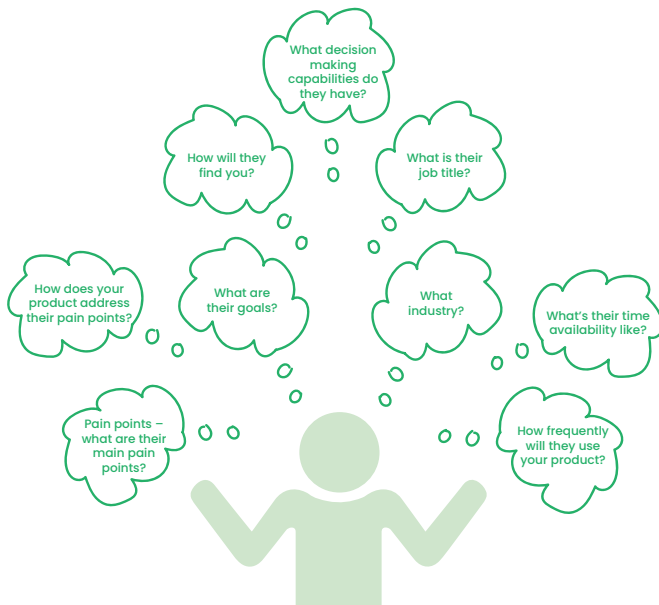 What decision
making
capabilities do
they have?
How will they
find you?
What is their
job title?
How does your
product address
their pain points?
What are
their goals?
What
industry?
What's their time
availability like?
Pain points –
what are their
main pain
points?
How frequently
will they use
your product?